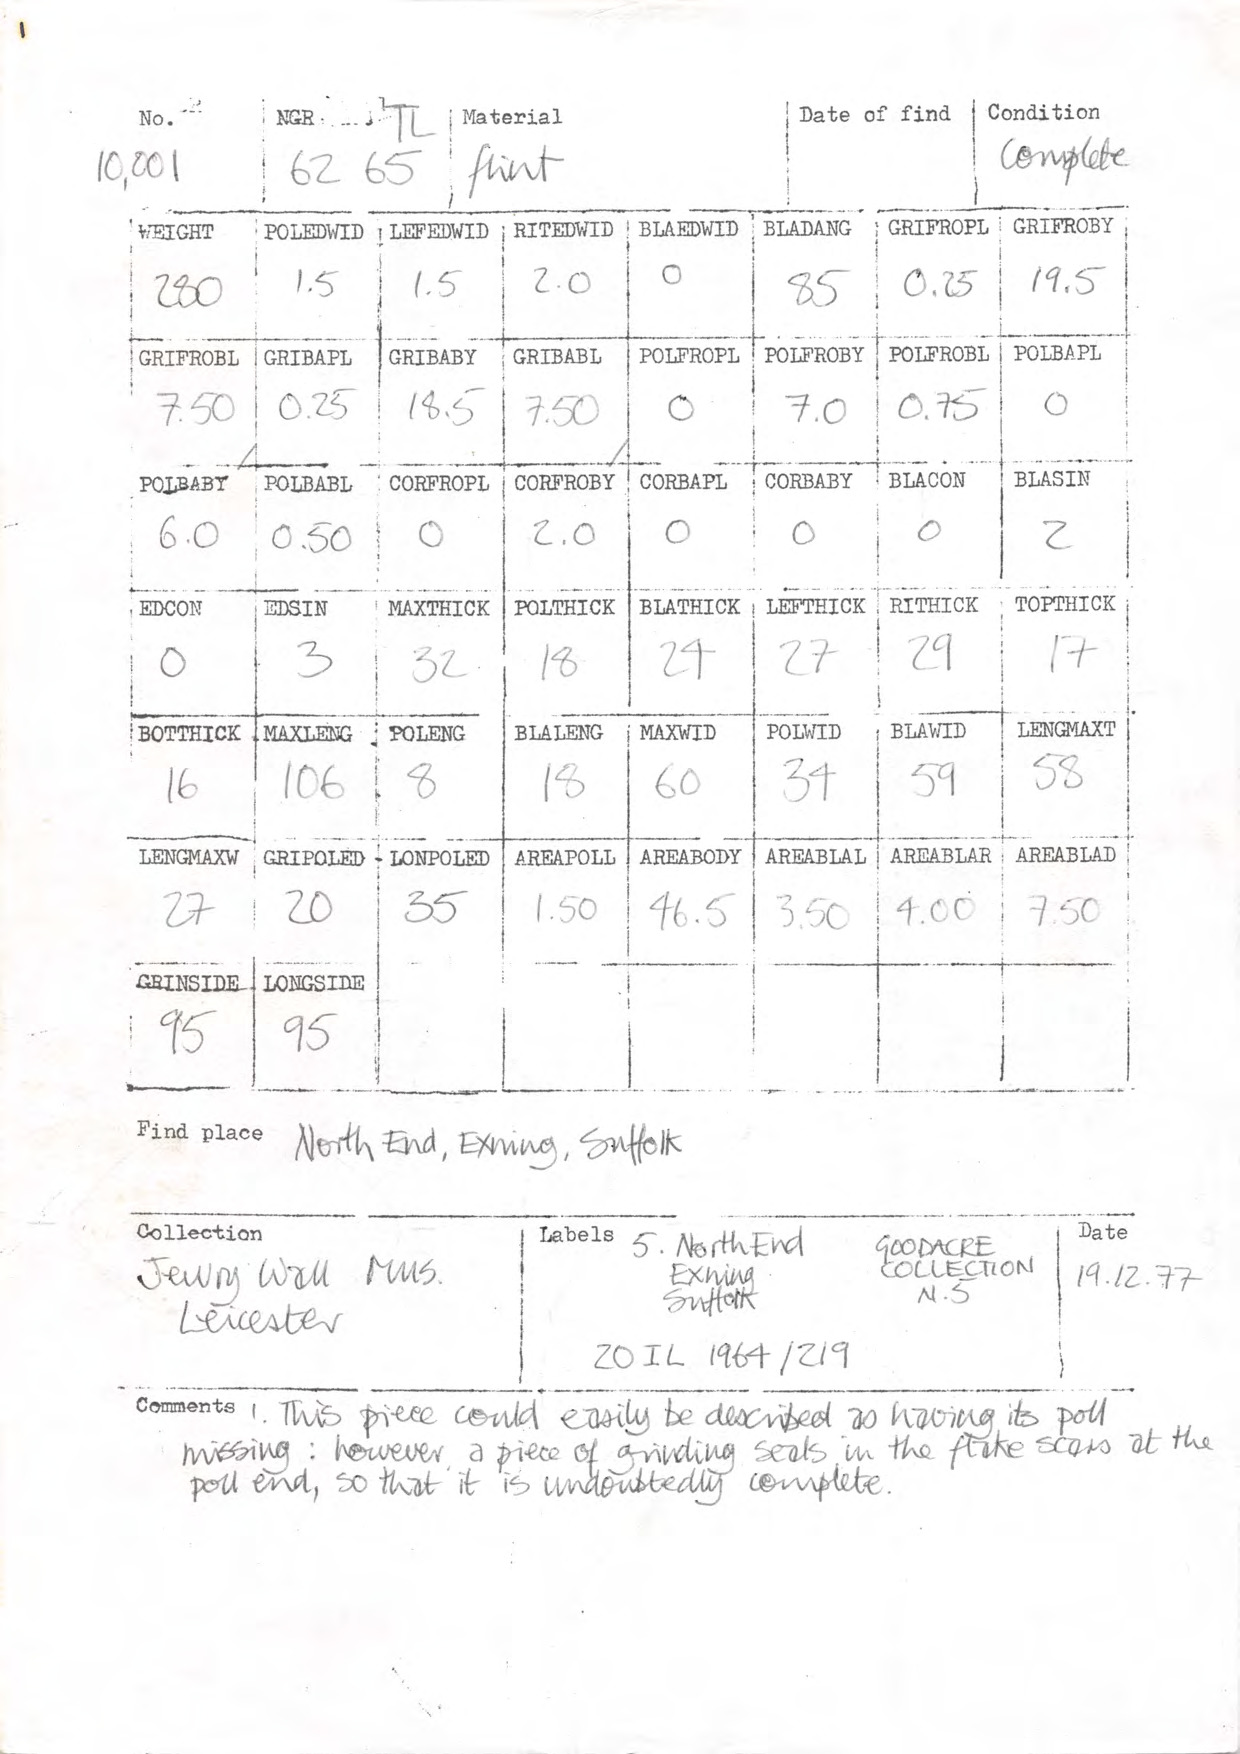 1
No. NGR TL Material Date of find Condition
10,001 62 65 flint Complete
WEIGHT POLEDWID LEFEDWID RITEDWID BLAEDWID BLADANG GRIFROPL GRIFROBY
280 1.5 1.5 2.0 0 85 0.25 19.5
GRIFROBL GRIBAPL GRIBABY GRIBABL POLFROPL POLFROBY POLFROBL POLBAPL
7.50 0.25 18.5 7.50 0 7.0 0.75 0
POLBABY POLBABL CORFROPL CORFROBY CORBAPL CORBABY BLACON BLASIN
6.0 0.50 0 2.0 0 0 0 2
EDCON EDSIN MAXTHICK POLTHICK BLATHICK LEFTHICK RITHICK TOPTHICK
0 3 32 18 24 27 29 17
BOTTHICK MAXLENG POLENG BLALENG MAXWID POLWID BLAWID LENGMAXT
16 106 8 18 60 34 59 58
LENGMAXW GRIPOLED LONPOLED AREAPOLL AREABODY AREABLAL AREABLAR AREABLAD
27 20 35 1.50 46.5 3.50 4.00 7.50
GRINSIDE LONGSIDE
95 95
Find place North End, Exning, Suffolk
Collection Labels 5. North End GOODACRE Date
Jewry Wall Mus. Exning COLLECTION 19.12.77
Leicester Suffolk N.5
20 IL 1964/219
Comments 1. This piece could easily be described as having its poll
missing : however, a piece of grinding seals in the flake scars at the
poll end, so that it is undoubtedly complete.